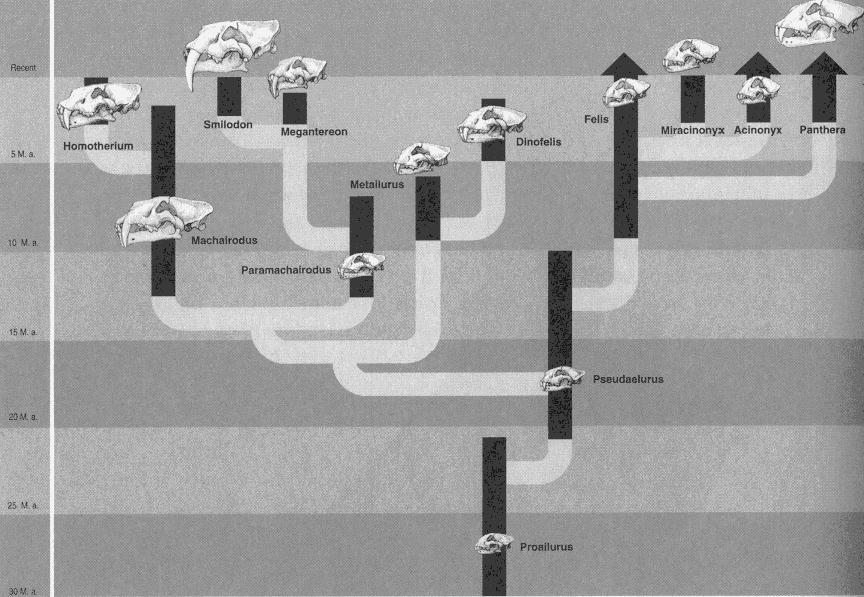 Recent
Smilodon
Megantereon
Homotherium
Felis
Miracinonyx
Acinonyx
Panthera
Dinofelis
5 M. a.
Metailurus
Machairodus
10 M. a.
Paramachairodus
15 M. a.
Pseudaelurus
20 M. a.
25 M. a.
Proailurus
30 M. a.